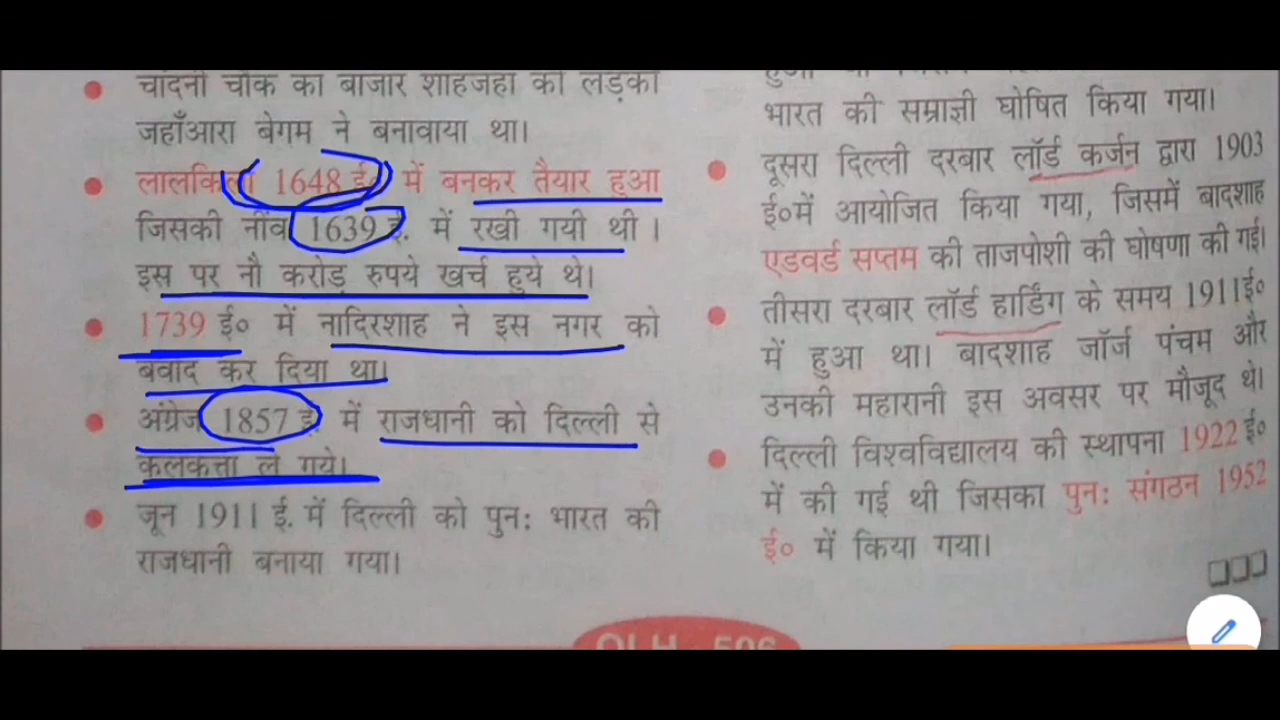 चांदनी चौक का बाजार शाहजहां की लड़की
जहाँआरा बेगम ने बनावाया था।
लालकिला 1648 ई० में बनकर तैयार हुआ
जिसकी नींव 1639 ई. में रखी गयी थी।
इस पर नौ करोड़ रुपये खर्च हुये थे।
1739 ई० में नादिरशाह ने इस नगर को
बर्वाद कर दिया था।
अंग्रेज 1857 ई. में राजधानी को दिल्ली से
कलकत्ता ले गये।
जून 1911 ई. में दिल्ली को पुनः भारत की
राजधानी बनाया गया।
भारत की सम्राज्ञी घोषित किया गया।
दूसरा दिल्ली दरबार लॉर्ड कर्जन द्वारा 1903
ई०में आयोजित किया गया, जिसमें बादशाह
एडवर्ड सप्तम की ताजपोशी की घोषणा की गई।
तीसरा दरबार लॉर्ड हार्डिंग के समय 1911ई०
में हुआ था। बादशाह जॉर्ज पंचम और
उनकी महारानी इस अवसर पर मौजूद थे।
दिल्ली विश्वविद्यालय की स्थापना 1922 ई०
में की गई थी जिसका पुनः संगठन 1952
ई० में किया गया।